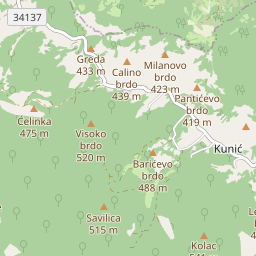 34137
Greda
433 m
Calino
brdo
439 m
Milanovo
brdo
423 m
Pantićevo
brdo
419 m
Čelinka
475 m
Visoko
brdo
520 m
Kunić
Barićevo
brdo
488 m
Savilica
515 m
Kolac